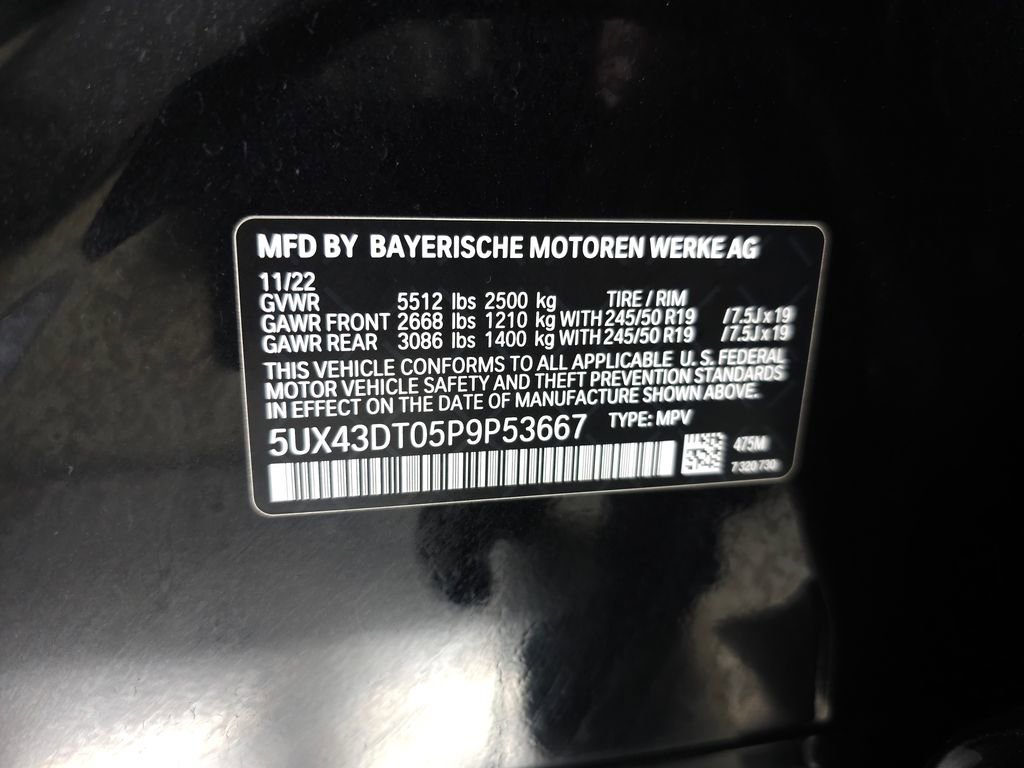 MFD BY BAYERISCHE MOTOREN WERKE AG
11/22
GVWR 5512 lbs 2500 kg TIRE / RIM
GAWR FRONT 2668 lbs 1210 kg WITH 245/50 R19 /7.5J x 19
GAWR REAR 3086 lbs 1400 kg WITH 245/50 R19 /7.5J x 19
THIS VEHICLE CONFORMS TO ALL APPLICABLE U.S. FEDERAL
MOTOR VEHICLE SAFETY AND THEFT PREVENTION STANDARDS
IN EFFECT ON THE DATE OF MANUFACTURE SHOWN ABOVE.
5UX43DT05P9P53667 TYPE: MPV
475M
7 320 730